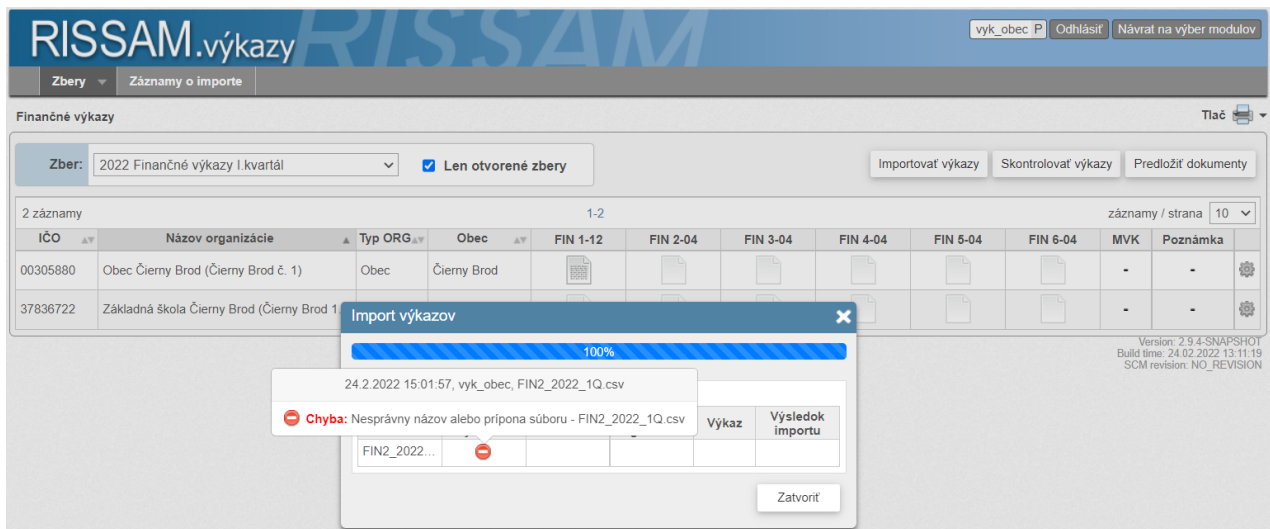 RISSAM.výkazy
RISSAM
vyk_obec P Odhlásiť Návrat na výber modulov
Zbery Záznamy o importe
Finančné výkazy
Tlač
Zber: 2022 Finančné výkazy I.kvartál Len otvorené zbery Importovať výkazy Skontrolovať výkazy Predložiť dokumenty
2 záznamy 1-2 záznamy / strana 10
IČO Názov organizácie Typ ORG Obec FIN 1-12 FIN 2-04 FIN 3-04 FIN 4-04 FIN 5-04 FIN 6-04 MVK Poznámka
00305880 Obec Čierny Brod (Čierny Brod č. 1) Obec Čierny Brod - -
37836722 Základná škola Čierny Brod (Čierny Brod 1 - -
Version: 2.9.4-SNAPSHOT
Build time: 24.02.2022 13:11:19
SCM revision: NO_REVISION
Import výkazov
100%
24.2.2022 15:01:57, vyk_obec, FIN2_2022_1Q.csv
Chyba: Nesprávny názov alebo prípona súboru - FIN2_2022_1Q.csv
Výkaz Výsledok importu
FIN2_2022...
Zatvoriť